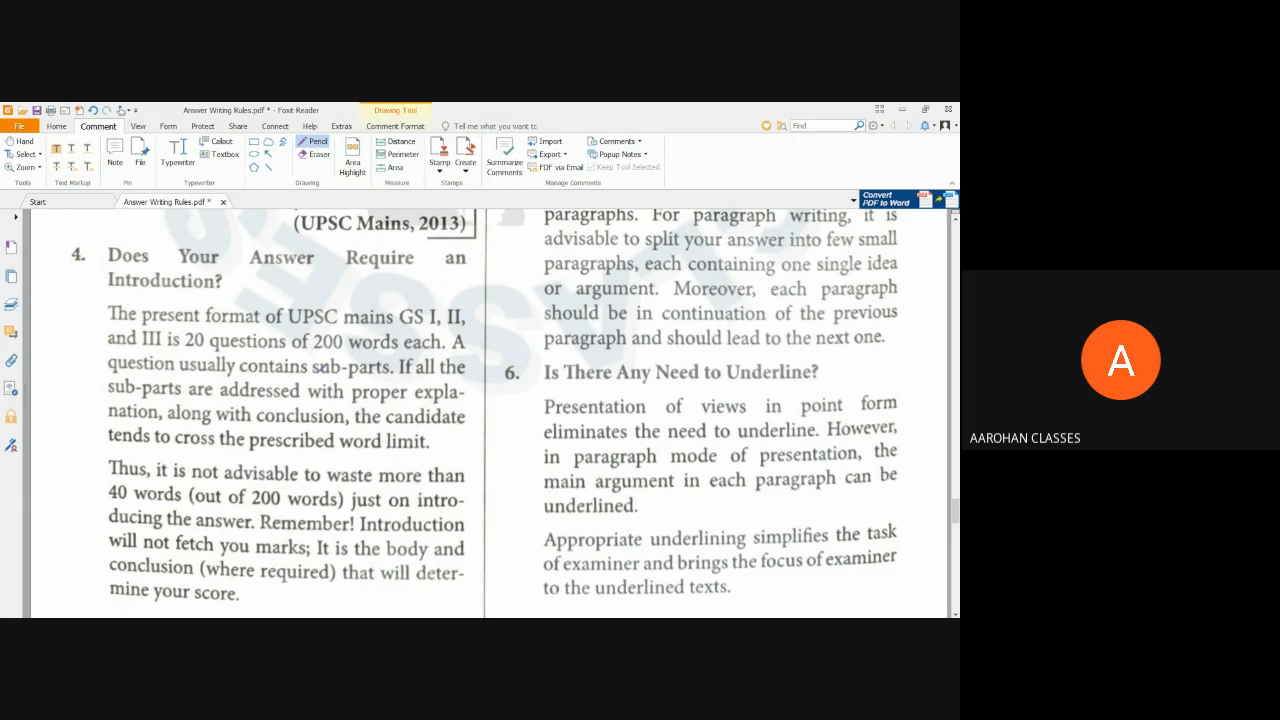 Answer Writing Rules.pdf * - Foxit Reader
Drawing Tool
File
Home
Comment
View
Form
Protect
Share
Connect
Help
Extras
Comment Format
Tell me what you want tc
Find
Hand
Select
Zoom
Tools
Text Markup
Note
File
Pin
Typewriter
Callout
Textbox
Typewriter
Pencil
Eraser
Drawing
Area Highlight
Distance
Perimeter
Area
Measure
Stamp
Create
Stamps
Summarize Comments
Import
Export
FDF via Email
Comments
Popup Notes
Keep Tool Selected
Manage Comments
Start
Answer Writing Rules.pdf *
Convert
PDF to Word
(UPSC Mains, 2013)
4. Does Your Answer Require an
Introduction?
The present format of UPSC mains GS I, II,
and III is 20 questions of 200 words each. A
question usually contains sub-parts. If all the
sub-parts are addressed with proper expla-
nation, along with conclusion, the candidate
tends to cross the prescribed word limit.
Thus, it is not advisable to waste more than
40 words (out of 200 words) just on intro-
ducing the answer. Remember! Introduction
will not fetch you marks; It is the body and
conclusion (where required) that will deter-
mine your score.
paragraphs. For paragraph writing, it is
advisable to split your answer into few small
paragraphs, each containing one single idea
or argument. Moreover, each paragraph
should be in continuation of the previous
paragraph and should lead to the next one.
6. Is There Any Need to Underline?
Presentation of views in point form
eliminates the need to underline. However,
in paragraph mode of presentation, the
main argument in each paragraph can be
underlined.
Appropriate underlining simplifies the task
of examiner and brings the focus of examiner
to the underlined texts.
A
AAROHAN CLASSES